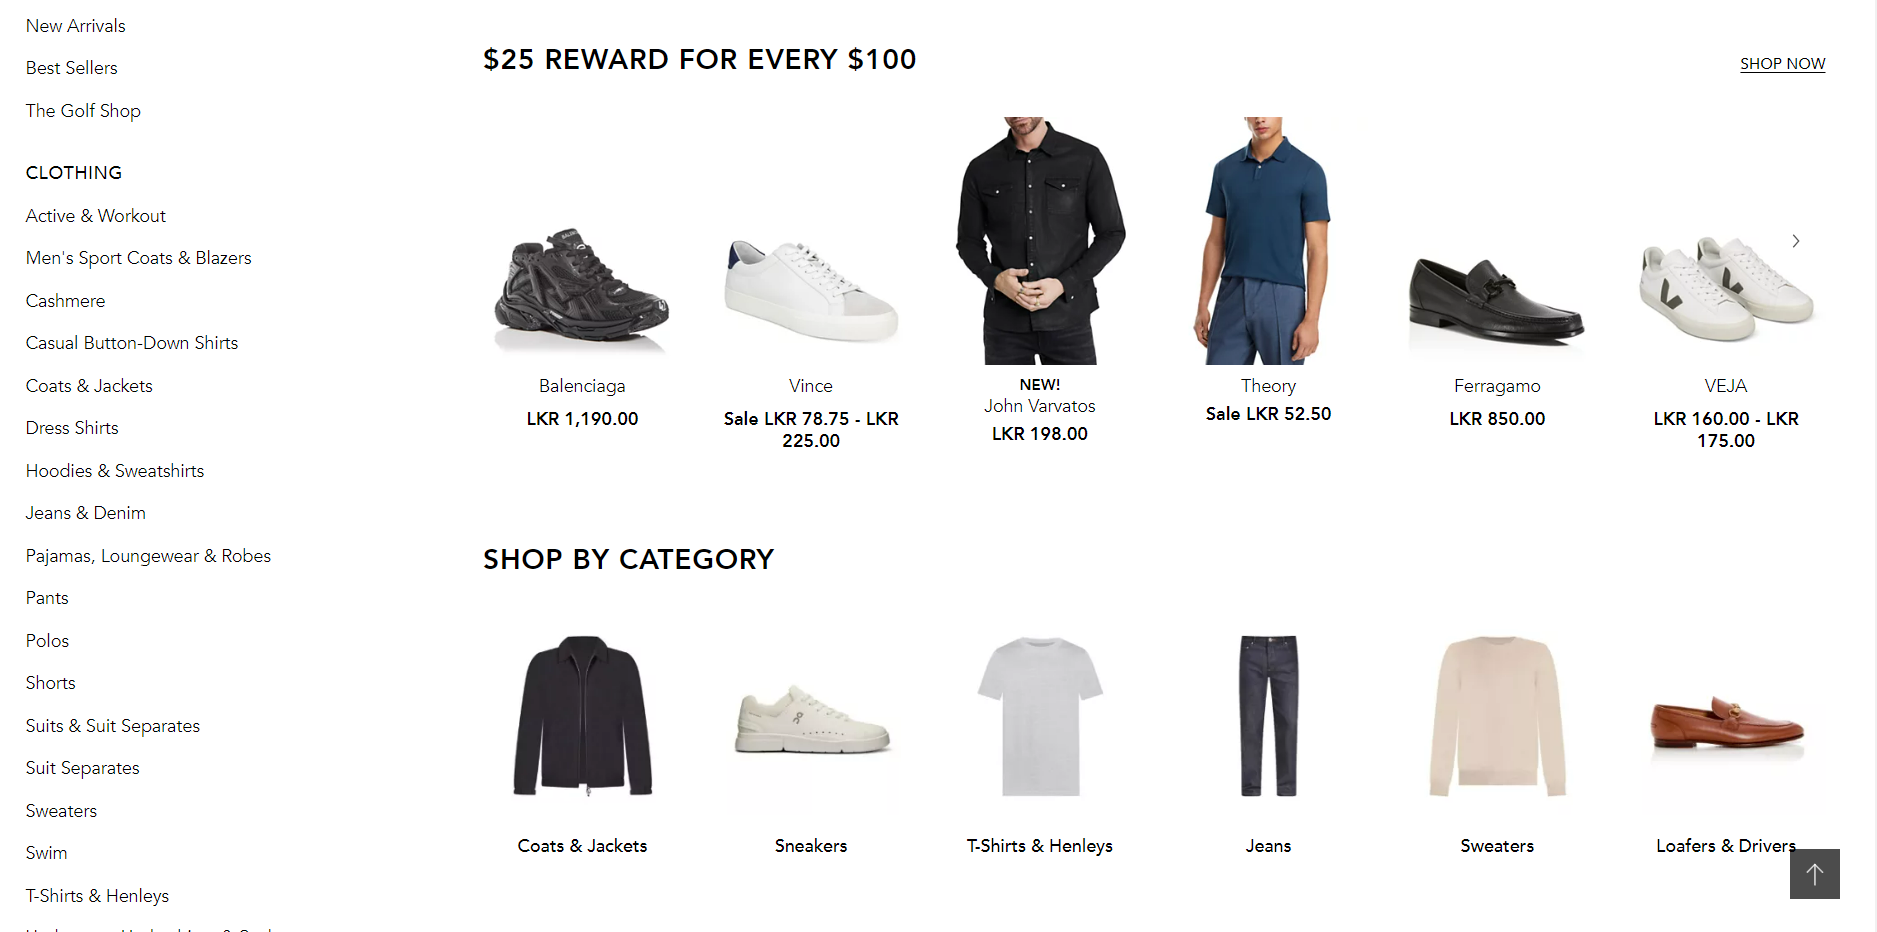 New Arrivals
Best Sellers
The Golf Shop
CLOTHING
Active & Workout
Men's Sport Coats & Blazers
Cashmere
Casual Button-Down Shirts
Coats & Jackets
Dress Shirts
Hoodies & Sweatshirts
Jeans & Denim
Pajamas, Loungewear & Robes
Pants
Polos
Shorts
Suits & Suit Separates
Suit Separates
Sweaters
Swim
T-Shirts & Henleys
$25 REWARD FOR EVERY $100
SHOP NOW
Balenciaga
LKR 1,190.00
Vince
Sale LKR 78.75 - LKR
225.00
NEW!
John Varvatos
LKR 198.00
Theory
Sale LKR 52.50
Ferragamo
LKR 850.00
VEJA
LKR 160.00 - LKR
175.00
SHOP BY CATEGORY
Coats & Jackets
Sneakers
T-Shirts & Henleys
Jeans
Sweaters
Loafers & Drivers